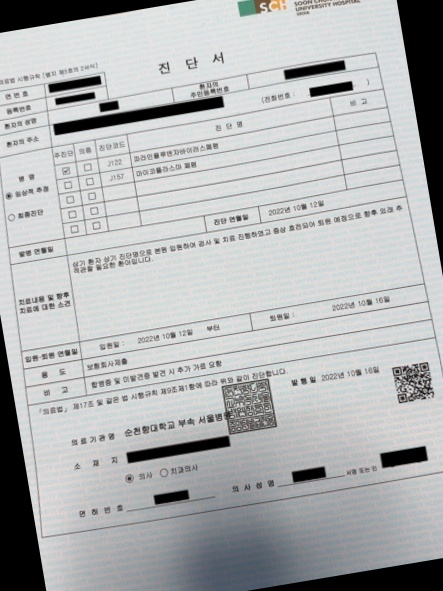 SCH SOON CHUN
UNIVERSITY HOSPITAL
진 단 서
의료법 시행규칙 [별지 제5호의 2서식]
면 번 호
등록번호
환자의 성명
환자의 주민등록번호
환자의 주소
(전화번호 : )
병 명
주진단 의증 진단코드 진 단 명 비 고
임상적 추정
최종진단
J122 파라인플루엔자바이러스폐렴
J157 마이코플라스마 폐렴
발병 연월일
진단 연월일 2022년 10월 12일
치료내용 및 향후
치료에 대한 소견
상기 환자 상기 진단명으로 본원 입원하여 검사 및 치료 진행하였고 증상 호전되어 퇴원 예정으로 향후 외래 추
적관찰 필요한 환아입니다.
입원·퇴원 연월일 입원일 : 2022년 10월 12일 부터 퇴원일 : 2022년 10월 16일
용 도 보험회사제출
비 고 합병증 및 미발견증 발견 시 추가 가료 요함
「의료법」 제17조 및 같은 법 시행규칙 제9조제1항에 따라 위와 같이 진단합니다.
발 행 일 2022년 10월 16일
의 료 기 관 명 순천향대학교 부속 서울병원
소 재 지
의사 치과의사
면 허 번 호
의 사 성 명
서명 또는 인